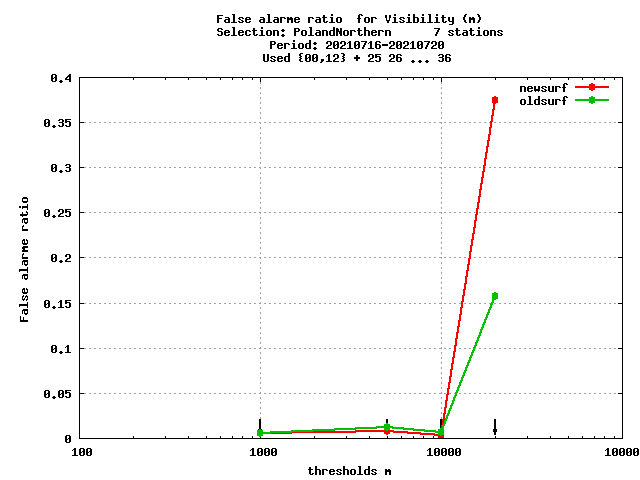 False alarme ratio  for Visibility (m)
Selection: PolandNorthern      7 stations
Period: 20210716-20210720
Used {00,12} + 25 26 ... 36
newsurf
oldsurf
0.4
0.35
0.3
0.25
0.2
0.15
0.1
0.05
0
False alarme ratio
100 1000 10000 10000
thresholds m